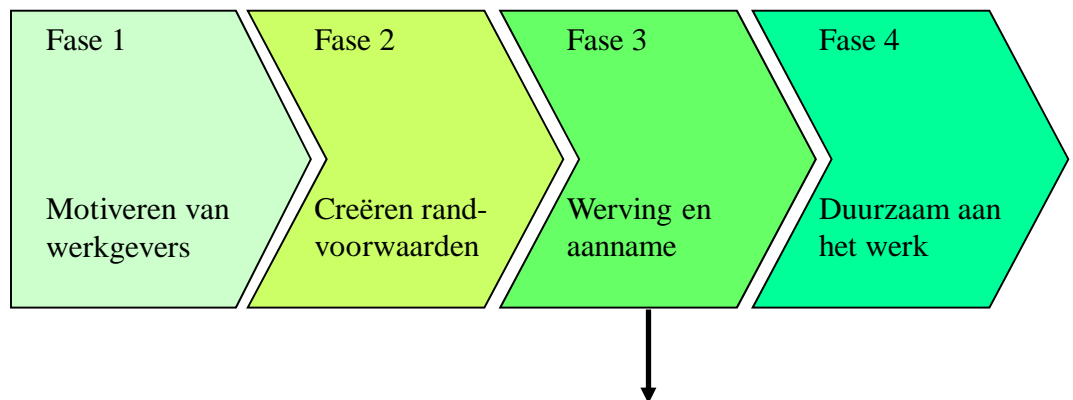 Fase 1
Motiveren van
werkgevers
Fase 2
Creëren rand-
voorwaarden
Fase 3
Werving en
aanname
Fase 4
Duurzaam aan
het werk